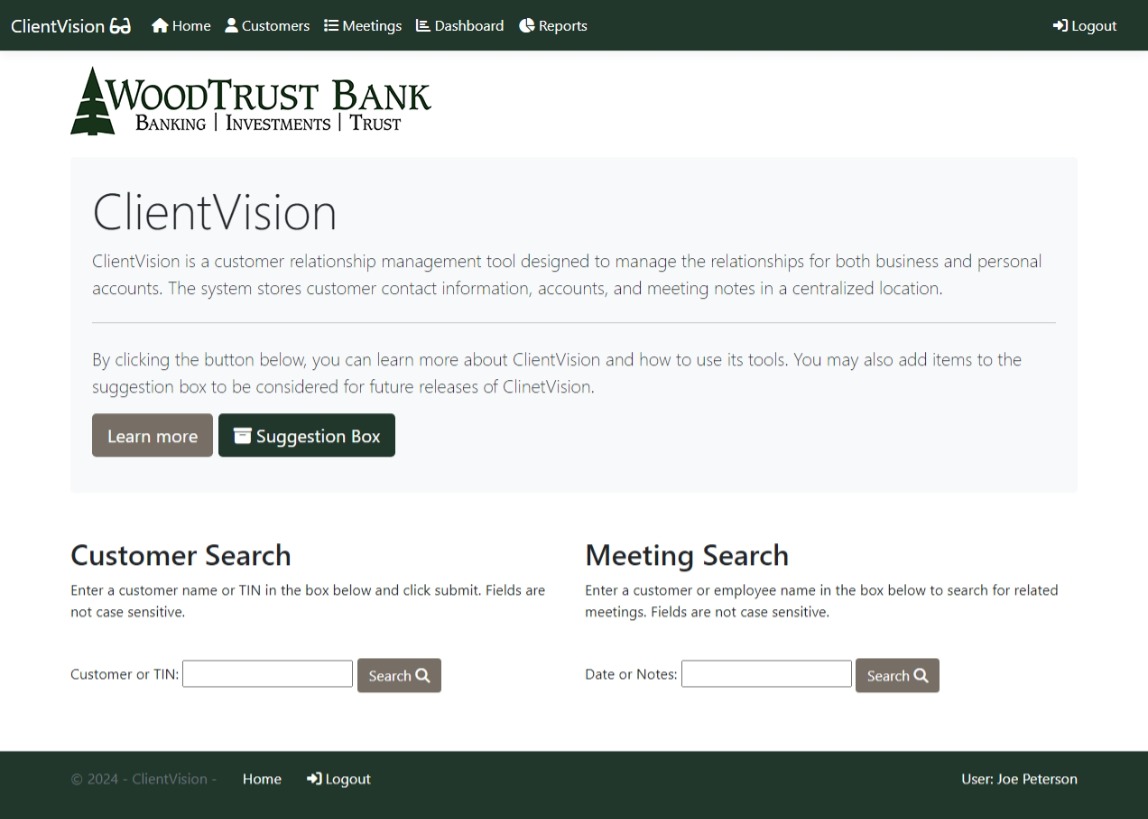 ClientVision Home Customers Meetings Dashboard Reports Logout
WOODTRUST BANK
BANKING | INVESTMENTS | TRUST
ClientVision
ClientVision is a customer relationship management tool designed to manage the relationships for both business and personal
accounts. The system stores customer contact information, accounts, and meeting notes in a centralized location.
By clicking the button below, you can learn more about ClientVision and how to use its tools. You may also add items to the
suggestion box to be considered for future releases of ClinetVision.
Learn more Suggestion Box
Customer Search
Enter a customer name or TIN in the box below and click submit. Fields are
not case sensitive.
Customer or TIN: Search
Meeting Search
Enter a customer or employee name in the box below to search for related
meetings. Fields are not case sensitive.
Date or Notes: Search
© 2024 - ClientVision - Home Logout User: Joe Peterson